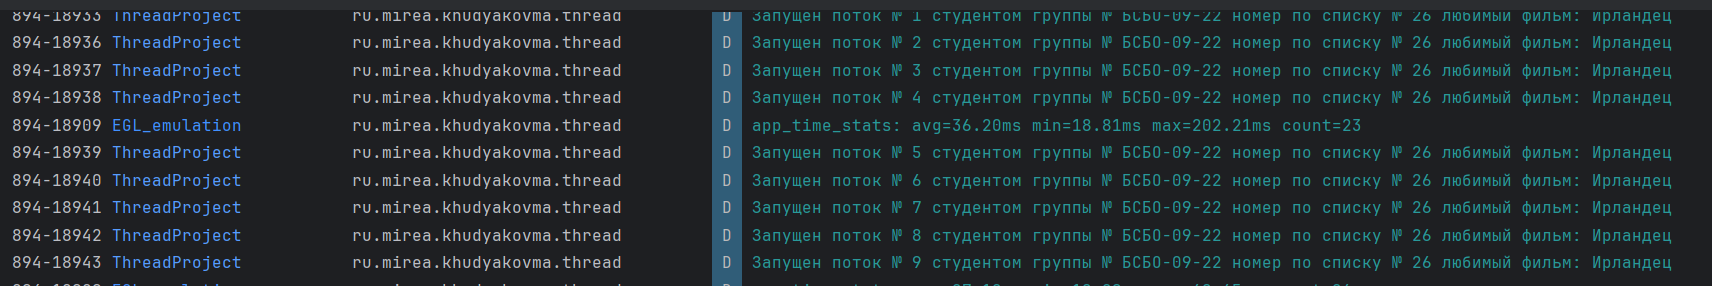 894-18933 ThreadProject ru.mirea.khudyakovma.thread D Запущен поток № 1 студентом группы № БСБО-09-22 номер по списку № 26 любимый фильм: Ирландец
894-18936 ThreadProject ru.mirea.khudyakovma.thread D Запущен поток № 2 студентом группы № БСБО-09-22 номер по списку № 26 любимый фильм: Ирландец
894-18937 ThreadProject ru.mirea.khudyakovma.thread D Запущен поток № 3 студентом группы № БСБО-09-22 номер по списку № 26 любимый фильм: Ирландец
894-18938 ThreadProject ru.mirea.khudyakovma.thread D Запущен поток № 4 студентом группы № БСБО-09-22 номер по списку № 26 любимый фильм: Ирландец
894-18909 EGL_emulation D app_time_stats: avg=36.20ms min=18.81ms max=202.21ms count=23
894-18939 ThreadProject ru.mirea.khudyakovma.thread D Запущен поток № 5 студентом группы № БСБО-09-22 номер по списку № 26 любимый фильм: Ирландец
894-18940 ThreadProject ru.mirea.khudyakovma.thread D Запущен поток № 6 студентом группы № БСБО-09-22 номер по списку № 26 любимый фильм: Ирландец
894-18941 ThreadProject ru.mirea.khudyakovma.thread D Запущен поток № 7 студентом группы № БСБО-09-22 номер по списку № 26 любимый фильм: Ирландец
894-18942 ThreadProject ru.mirea.khudyakovma.thread D Запущен поток № 8 студентом группы № БСБО-09-22 номер по списку № 26 любимый фильм: Ирландец
894-18943 ThreadProject ru.mirea.khudyakovma.thread D Запущен поток № 9 студентом группы № БСБО-09-22 номер по списку № 26 любимый фильм: Ирландец